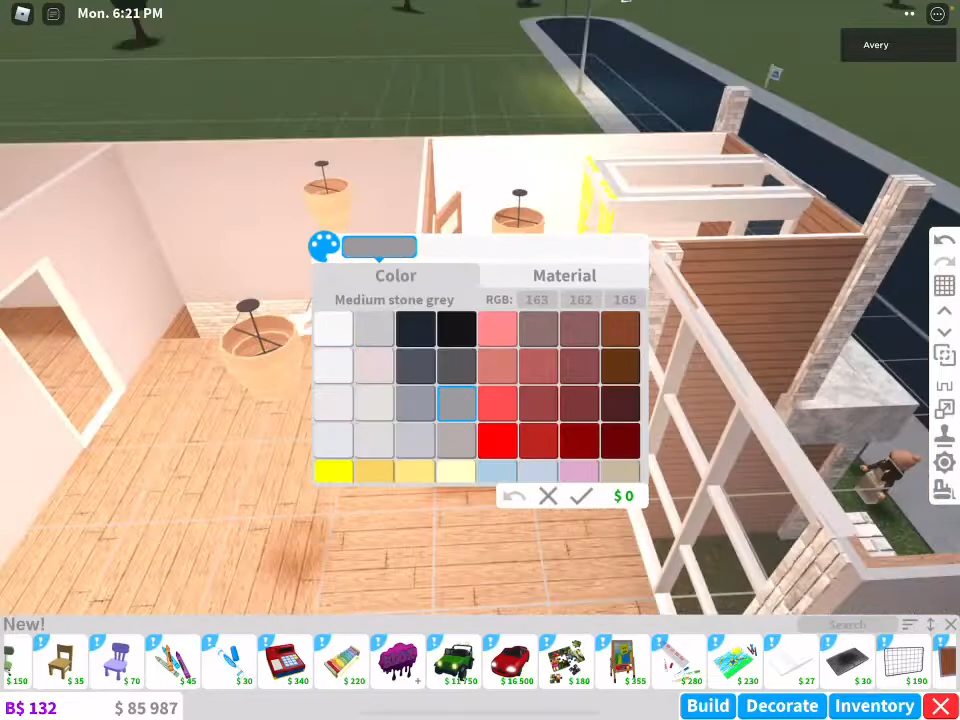 Mon. 6:21 PM
Avery
Color
Material
Medium stone grey
RGB: 163 162 165
$ 0
New!
Search
$ 150
$ 35
$ 70
$ 45
$ 30
$ 340
$ 220
$ 11 750
$ 16 500
$ 180
$ 355
$ 280
$ 230
$ 27
$ 30
$ 190
B$ 132
$ 85 987
Build
Decorate
Inventory